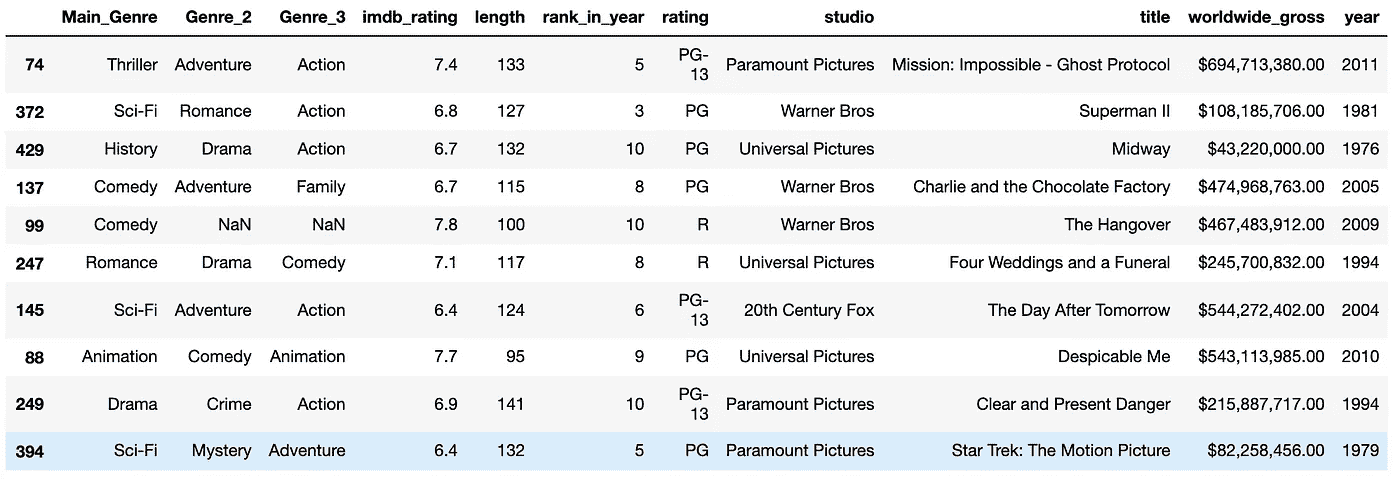 Main_Genre Genre_2 Genre_3 imdb_rating length rank_in_year rating studio title worldwide_gross year
74 Thriller Adventure Action 7.4 133 5 PG-13 Paramount Pictures Mission: Impossible - Ghost Protocol $694,713,380.00 2011
372 Sci-Fi Romance Action 6.8 127 3 PG Warner Bros Superman II $108,185,706.00 1981
429 History Drama Action 6.7 132 10 PG Universal Pictures Midway $43,220,000.00 1976
137 Comedy Adventure Family 6.7 115 8 PG Warner Bros Charlie and the Chocolate Factory $474,968,763.00 2005
99 Comedy NaN NaN 7.8 100 10 R Warner Bros The Hangover $467,483,912.00 2009
247 Romance Drama Comedy 7.1 117 8 R Universal Pictures Four Weddings and a Funeral $245,700,832.00 1994
145 Sci-Fi Adventure Action 6.4 124 6 PG-13 20th Century Fox The Day After Tomorrow $544,272,402.00 2004
88 Animation Comedy Animation 7.7 95 9 PG Universal Pictures Despicable Me $543,113,985.00 2010
249 Drama Crime Action 6.9 141 10 PG-13 Paramount Pictures Clear and Present Danger $215,887,717.00 1994
394 Sci-Fi Mystery Adventure 6.4 132 5 PG Paramount Pictures Star Trek: The Motion Picture $82,258,456.00 1979